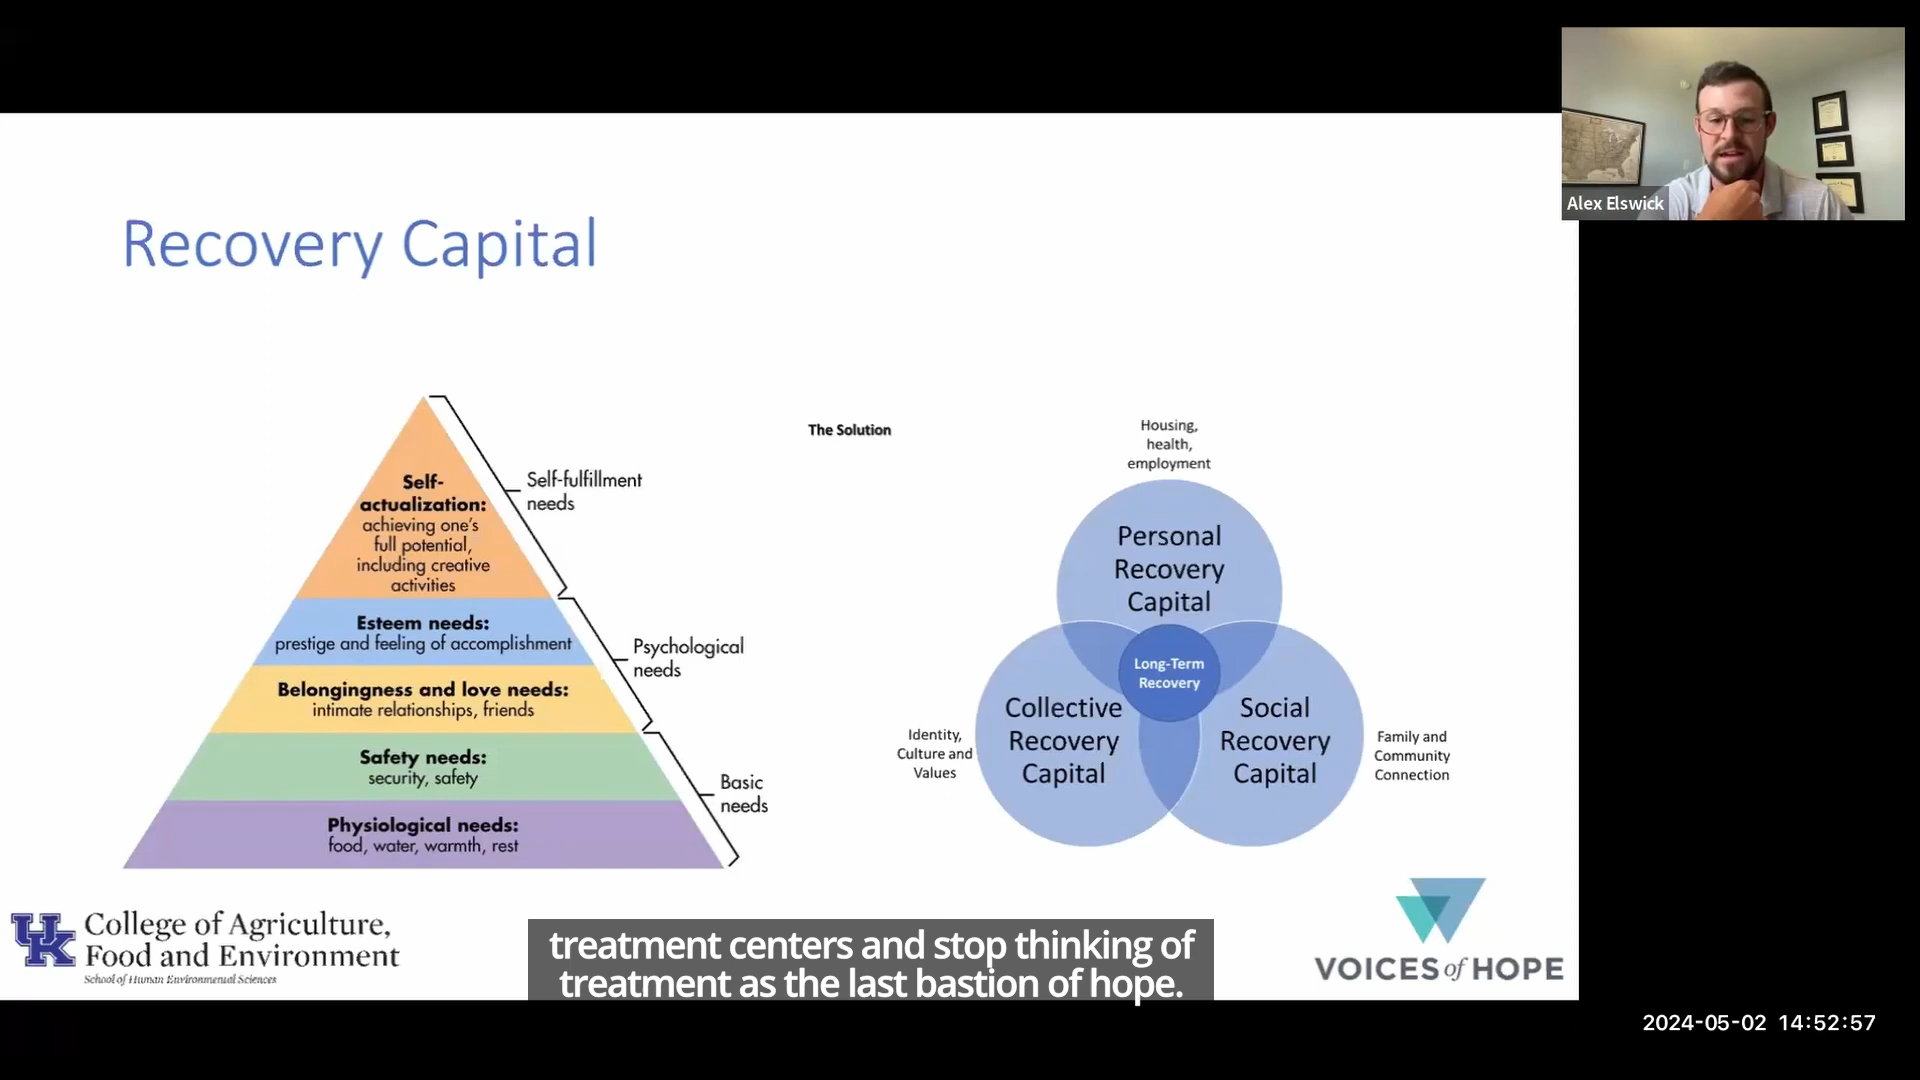 Alex Elswick
Recovery Capital
Self-
actualization:
achieving one's
full potential,
including creative
activities
Self-fulfillment
needs
Esteem needs:
prestige and feeling of accomplishment
Psychological
needs
Belongingness and love needs:
intimate relationships, friends
Safety needs:
security, safety
Basic
needs
Physiological needs:
food, water, warmth, rest
The Solution
Housing,
health,
employment
Personal
Recovery
Capital
Long-Term
Recovery
Identity,
Culture and
Values
Collective
Recovery
Capital
Social
Recovery
Capital
Family and
Community
Connection
UK
College of Agriculture,
Food and Environment
School of Human Environmental Sciences
treatment centers and stop thinking of
treatment as the last bastion of hope.
VOICES of HOPE
2024-05-02 14:52:57